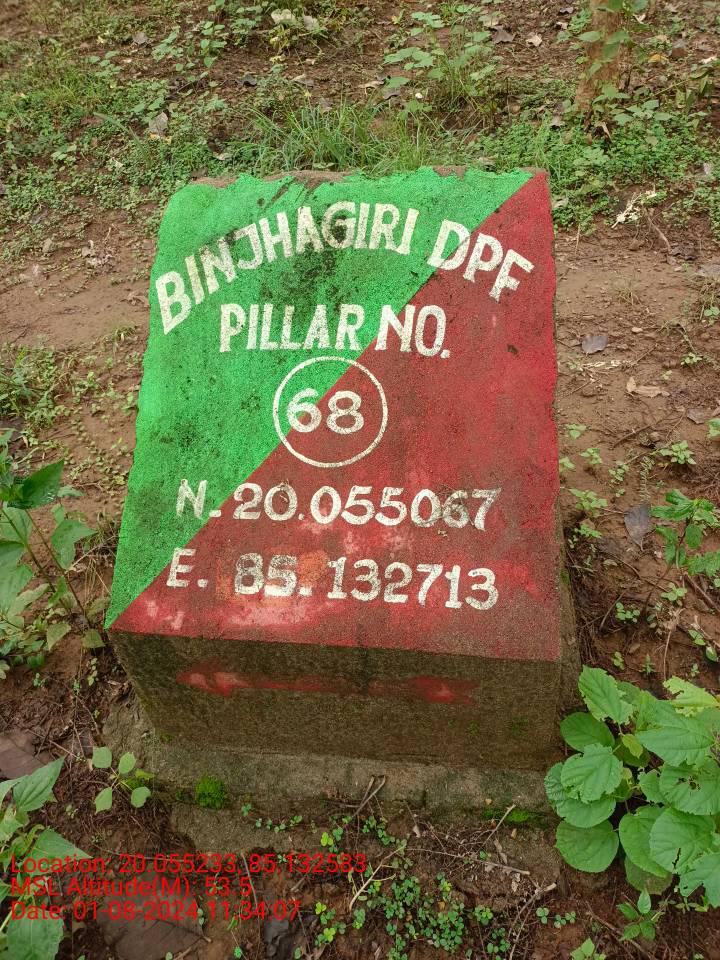 BINJHAGIRI DPF
PILLAR NO.
68
N. 20.055067
E. 85.132713
Location: 20.055233, 85.132583
MSL Altitude(M): 53.5
Date: 01-08-2024 11:34:07